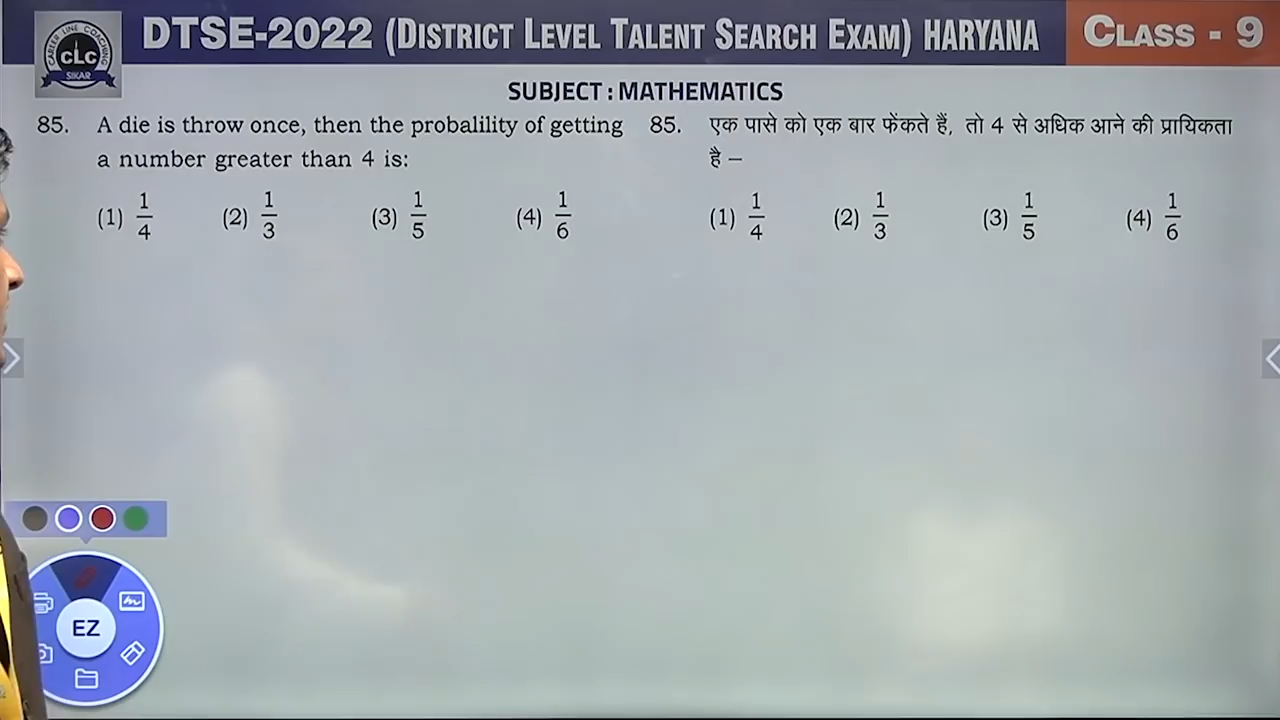 CAREER LINE COACHING
CLC
SIKAR
DTSE-2022 (DISTRICT LEVEL TALENT SEARCH EXAM) HARYANA
CLASS - 9
SUBJECT : MATHEMATICS
85. A die is throw once, then the probalility of getting
a number greater than 4 is:
(1) 1/4 (2) 1/3 (3) 1/5 (4) 1/6
85. एक पासे को एक बार फेंकते हैं, तो 4 से अधिक आने की प्रायिकता
है –
(1) 1/4 (2) 1/3 (3) 1/5 (4) 1/6
EZ